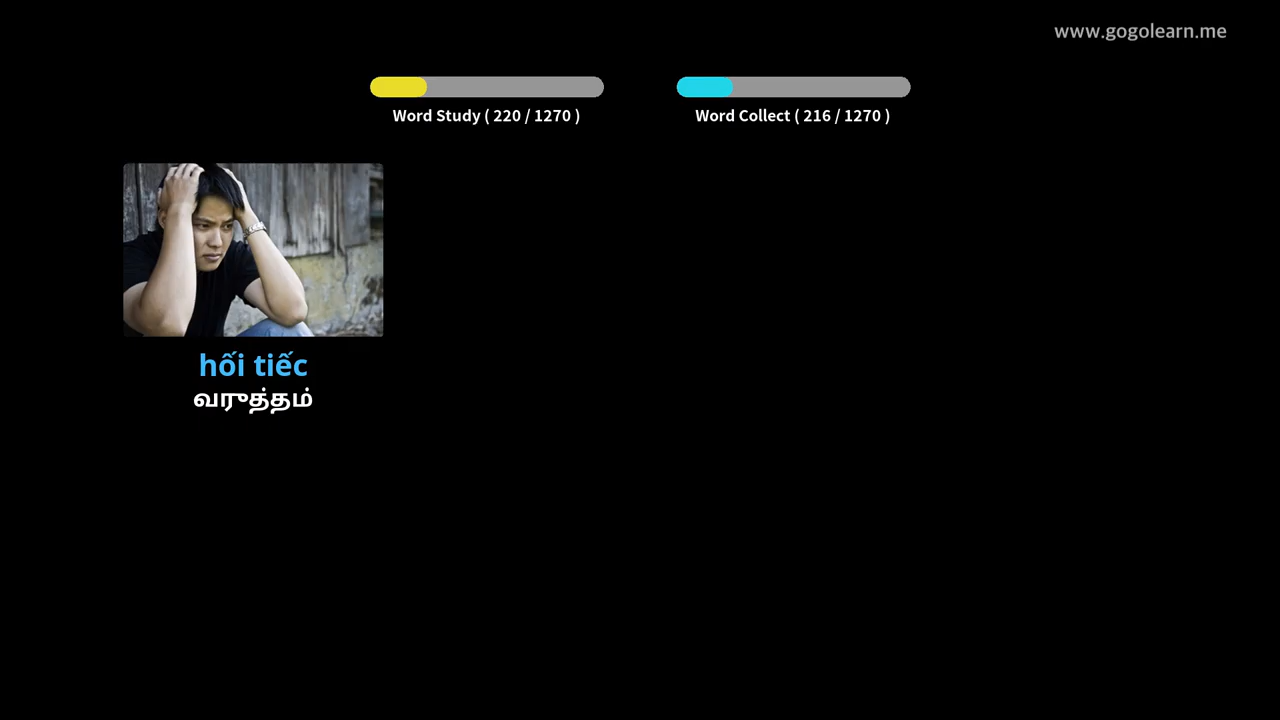 www.gogolearn.me
Word Study ( 220 / 1270 )
Word Collect ( 216 / 1270 )
hối tiếc
வருத்தம்